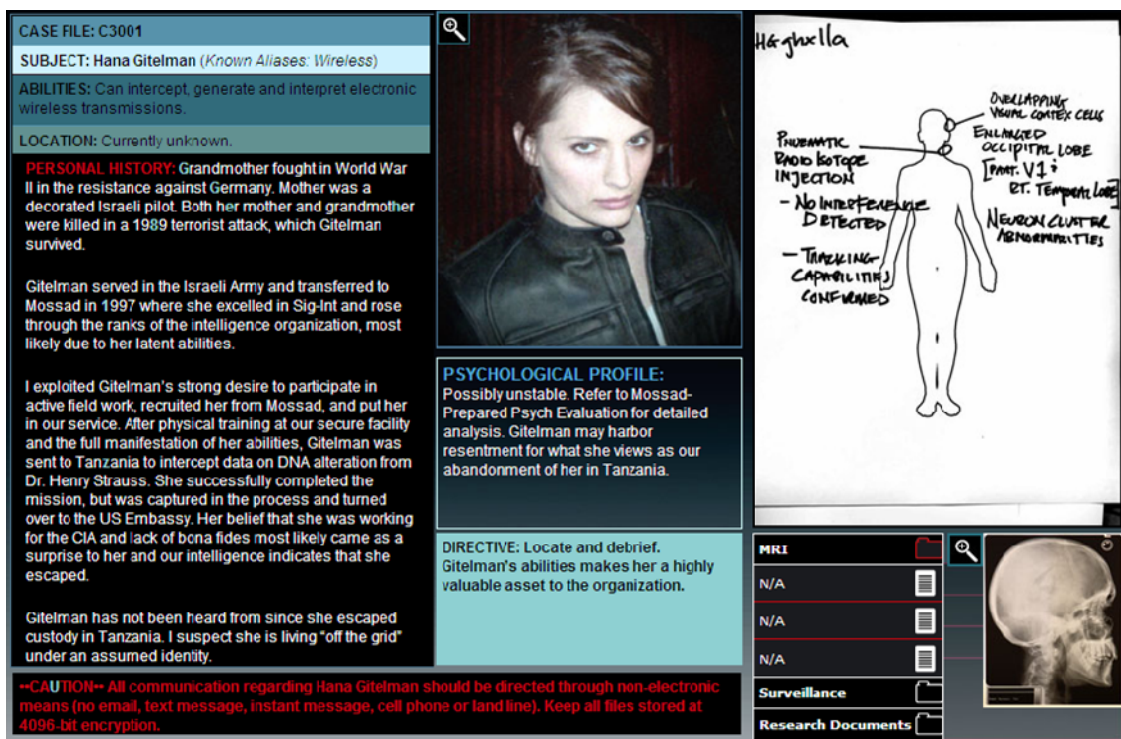 CASE FILE: C3001
SUBJECT: Hana Gitelman (Known Aliases: Wireless)
ABILITIES: Can intercept, generate and interpret electronic
wireless transmissions.
LOCATION: Currently unknown.
PERSONAL HISTORY: Grandmother fought in World War
II in the resistance against Germany. Mother was a
decorated Israeli pilot. Both her mother and grandmother
were killed in a 1989 terrorist attack, which Gitelman
survived.
Gitelman served in the Israeli Army and transferred to
Mossad in 1997 where she excelled in Sig-Int and rose
through the ranks of the intelligence organization, most
likely due to her latent abilities.
I exploited Gitelman's strong desire to participate in
active field work, recruited her from Mossad, and put her
in our service. After physical training at our secure facility
and the full manifestation of her abilities, Gitelman was
sent to Tanzania to intercept data on DNA alteration from
Dr. Henry Strauss. She successfully completed the
mission, but was captured in the process and turned
over to the US Embassy. Her belief that she was working
for the CIA and lack of bona fides most likely came as a
surprise to her and our intelligence indicates that she
escaped.
Gitelman has not been heard from since she escaped
custody in Tanzania. I suspect she is living "off the grid"
under an assumed identity.
••CAUTION•• All communication regarding Hana Gitelman should be directed through non-electronic
means (no email, text message, instant message, cell phone or land line). Keep all files stored at
4096-bit encryption.
PSYCHOLOGICAL PROFILE:
Possibly unstable. Refer to Mossad-
Prepared Psych Evaluation for detailed
analysis. Gitelman may harbor
resentment for what she views as our
abandonment of her in Tanzania.
DIRECTIVE: Locate and debrief.
Gitelman's abilities makes her a highly
valuable asset to the organization.
OVERLAPPING
VISUAL CORTEX CELLS
ENLARGED
OCCIPITAL LOBE
[PART. V1 &
RT. TEMPORAL LOBE]
NEURON CLUSTER
ABNORMALITIES
PNUEMATIC
RADIO ISOTOPE
INJECTION
- NO INTERFERENCE
DETECTED
- TRACKING
CAPABILITIES
CONFIRMED
MRI
N/A
N/A
N/A
Surveillance
Research Documents